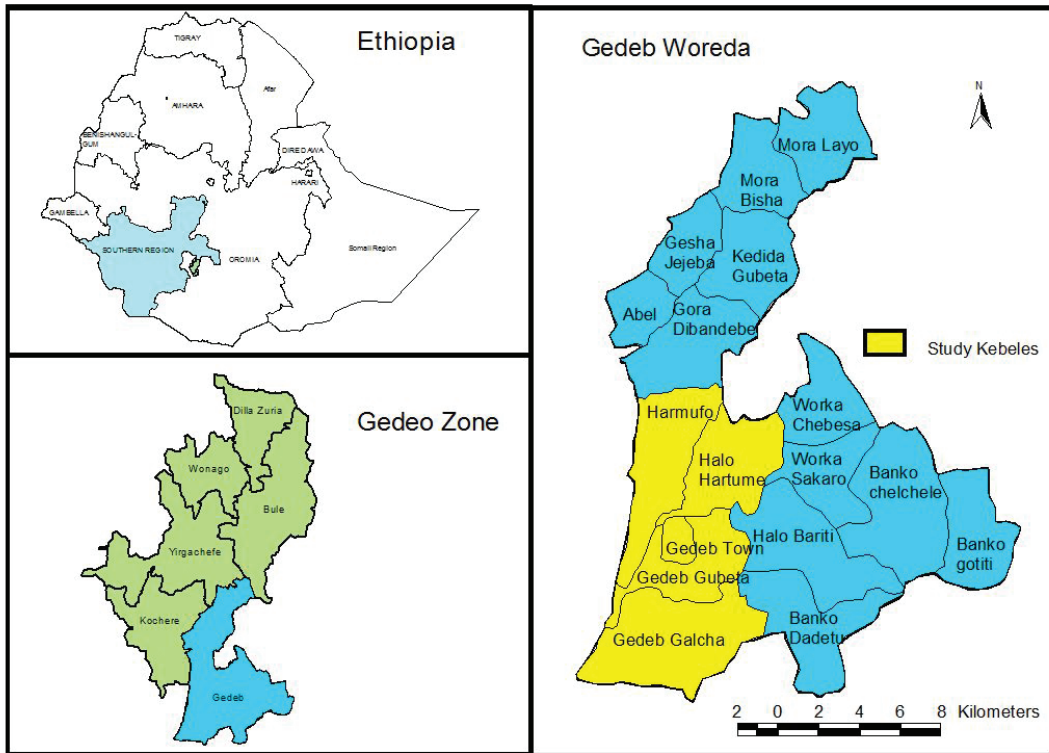 Ethiopia
TIGRAY
Afar
AMHARA
BENISHANGUL-
GUM
DIRE DAWA
HARARI
GAMBELLA
SOUTHERN REGION
OROMIA
Somali Region
Gedeo Zone
Dilla Zuria
Wonago
Bule
Yirgachefe
Kochere
Gedeb
Gedeb Woreda
N
Mora Layo
Mora
Bisha
Gesha
Jejeba
Kedida
Gubeta
Abel
Gora
Dibandebe
Study Kebeles
Harmufo
Worka
Chebesa
Halo
Hartume
Worka
Sakaro
Banko
chelchele
Halo Bariti
Gedeb Town
Banko
gotiti
Gedeb Gubeta
Gedeb Galcha
Banko
Dadetu
2 0 2 4 6 8 Kilometers